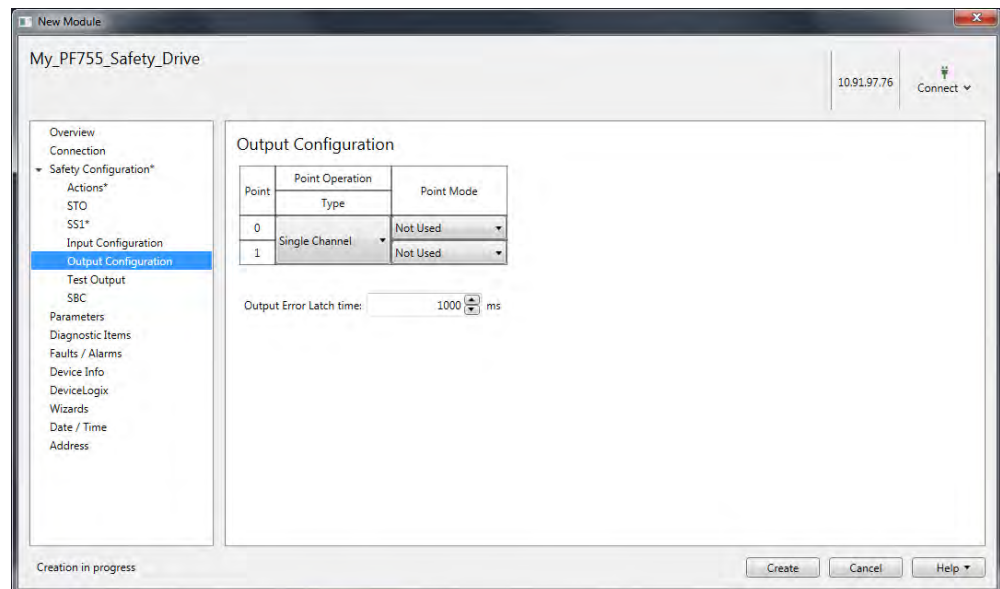 New Module
My_PF755_Safety_Drive
10.91.97.76
Connect
Overview
Connection
Safety Configuration*
Actions*
STO
SS1*
Input Configuration
Output Configuration
Test Output
SBC
Parameters
Diagnostic Items
Faults / Alarms
Device Info
DeviceLogix
Wizards
Date / Time
Address
Output Configuration
Point Point Operation Point Mode
Type
0 Single Channel Not Used
1 Not Used
Output Error Latch time: 1000 ms
Creation in progress
Create Cancel Help